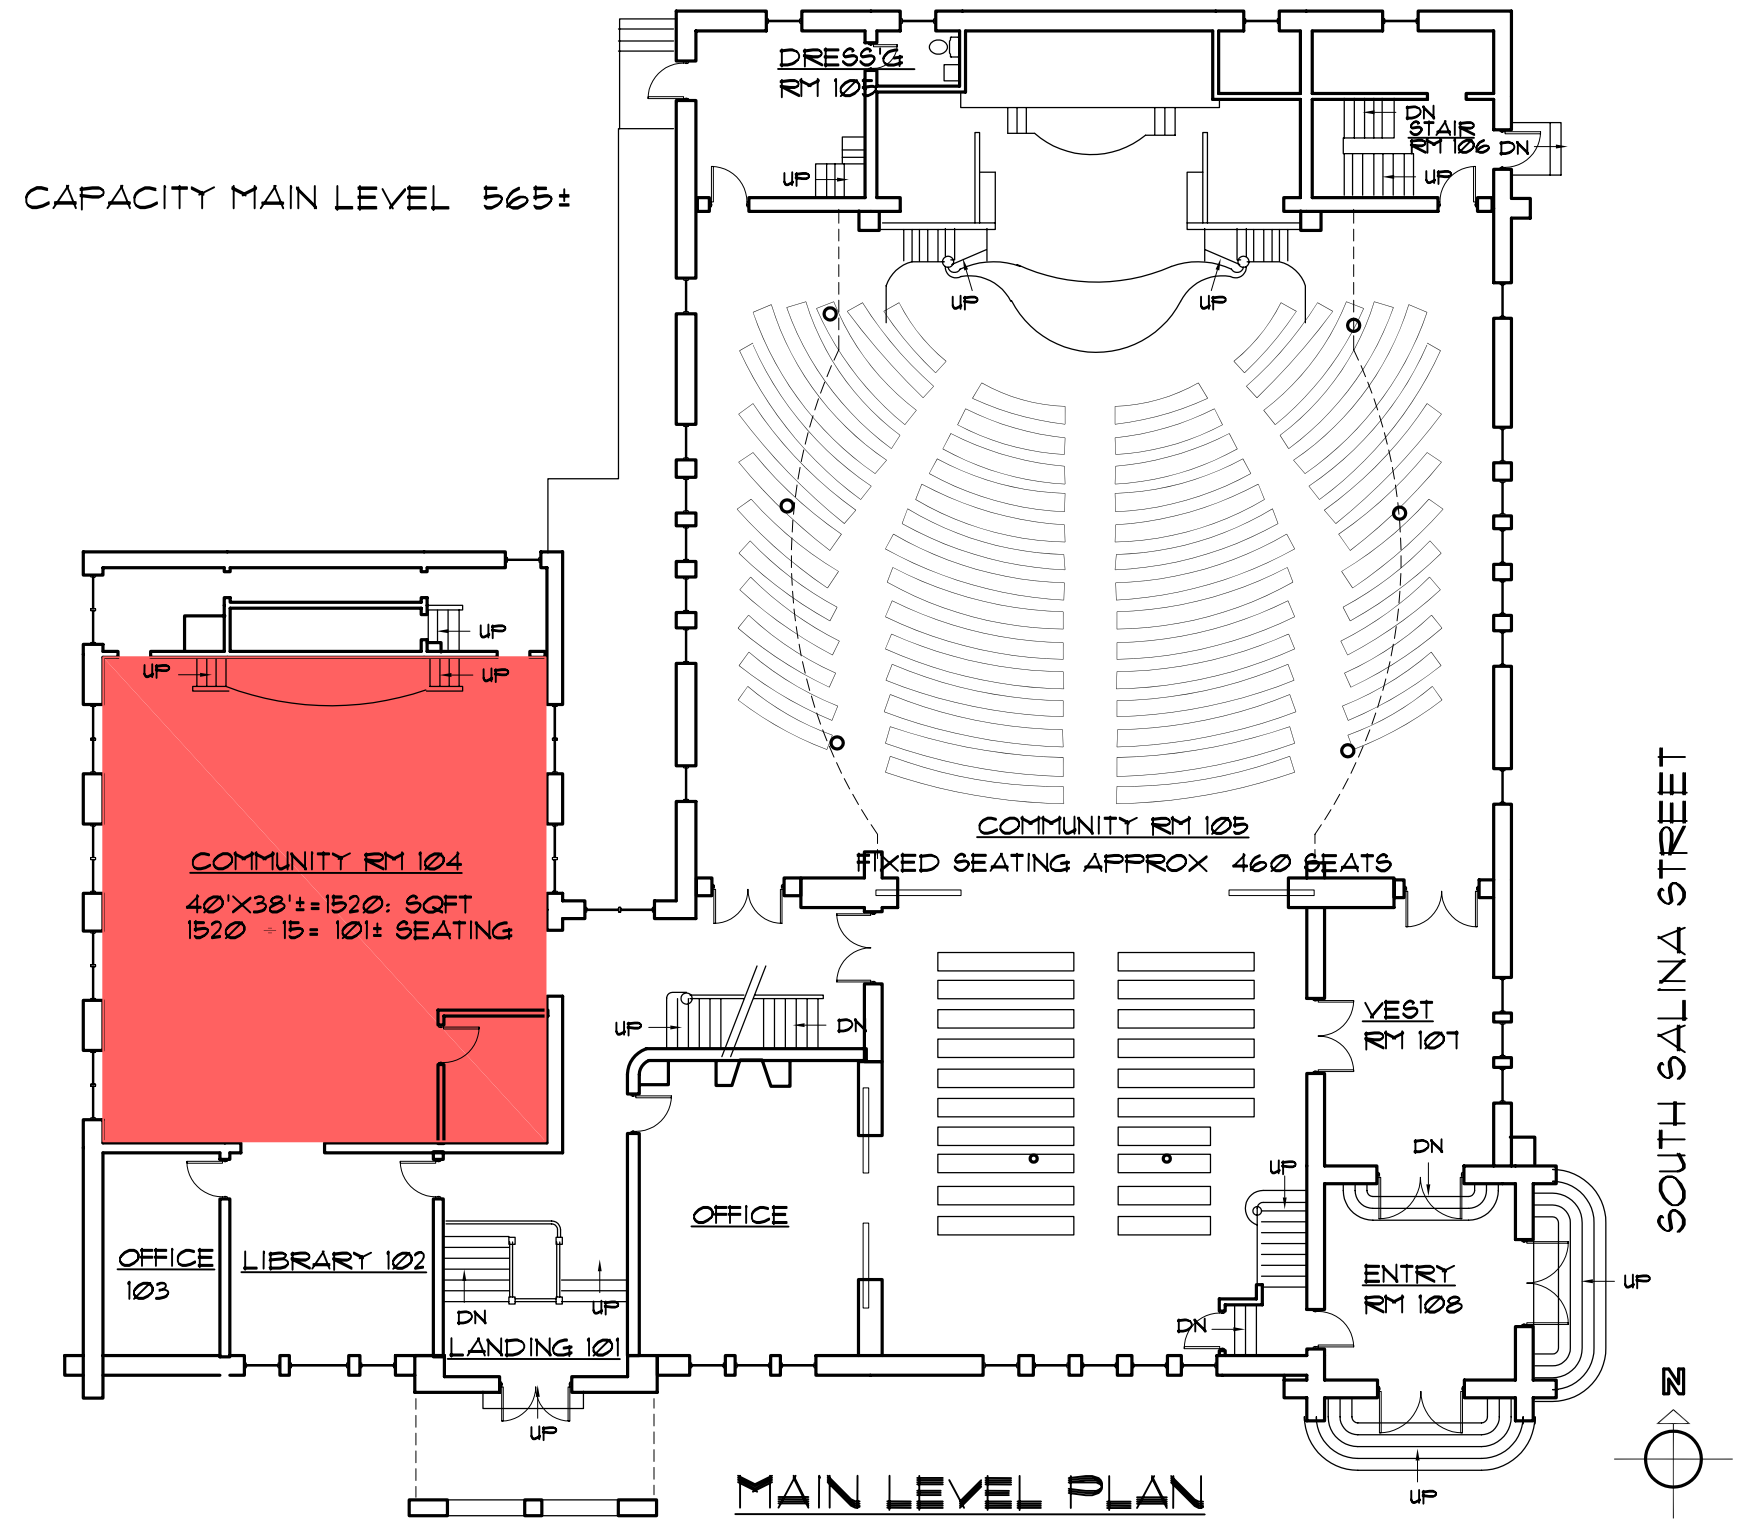 DRESS'G
RM 105
DN
STAIR
RM 106
DN
UP
UP
CAPACITY MAIN LEVEL 565±
UP
UP
UP
UP
UP
COMMUNITY RM 105
FIXED SEATING APPROX 460 SEATS
COMMUNITY RM 104
40'X38'±=1520: SQFT
1520 ÷15= 101± SEATING
SOUTH SALINA STREET
VEST
RM 107
UP
DN
DN
UP
OFFICE
OFFICE
103
LIBRARY 102
ENTRY
RM 108
UP
DN
UP
DN
LANDING 101
N
UP
UP
MAIN LEVEL PLAN